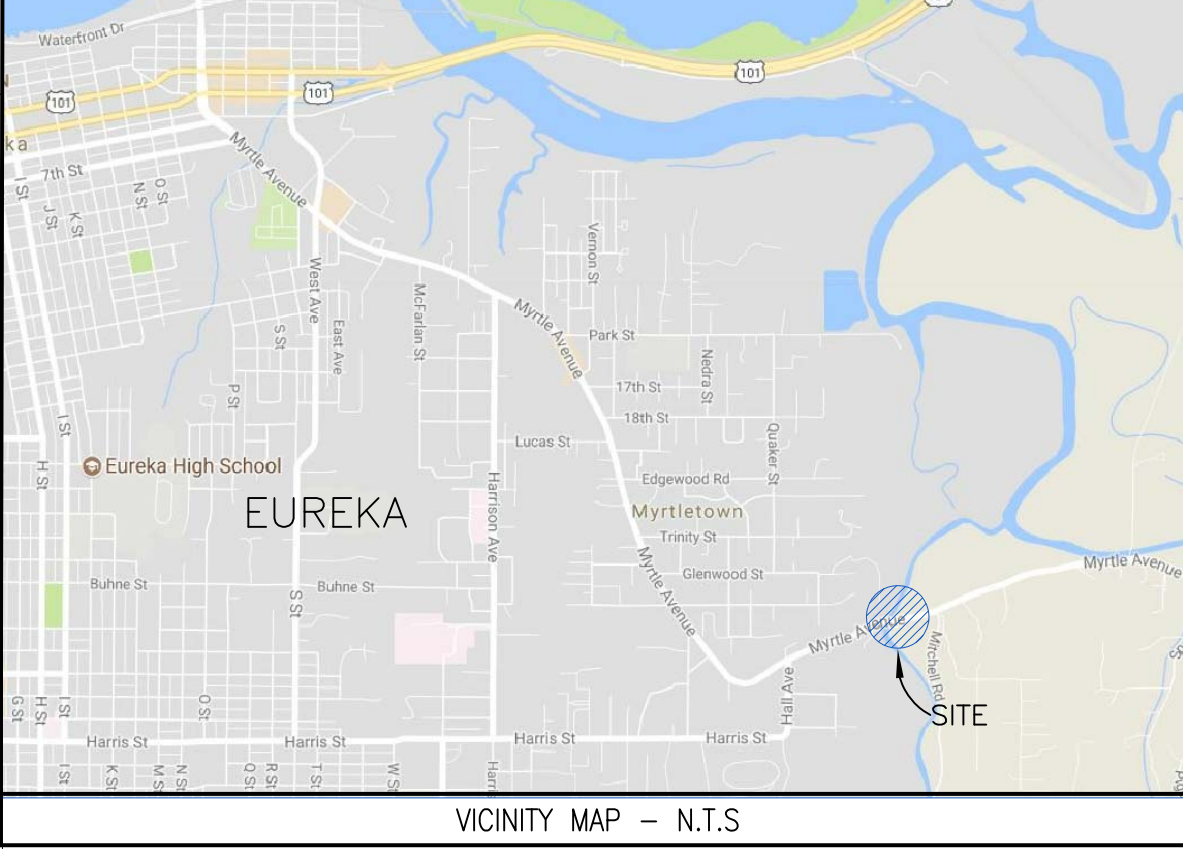 Waterfront Dr
101
101
101
ka
7th St
Myrtle Avenue
I St
J St
K St
N St
O St
West Ave
S St
East Ave
McFarlan St
Vernon St
Myrtle Avenue
Park St
17th St
Nedra St
18th St
P St
I St
Lucas St
Quaker St
Eureka High School
H St
EUREKA
Harrison Ave
Edgewood Rd
Myrtletown
Trinity St
Glenwood St
Myrtle Avenue
Myrtle Avenue
Buhne St
Buhne St
S St
Myrtle Avenue
Mitchell Rd
Hall Ave
SITE
G St
H St
I St
O St
Harris St
Harris St
Harris St
Harris St
I St
K St
M St
N St
Q St
R St
T St
W St
Harri
VICINITY MAP – N.T.S